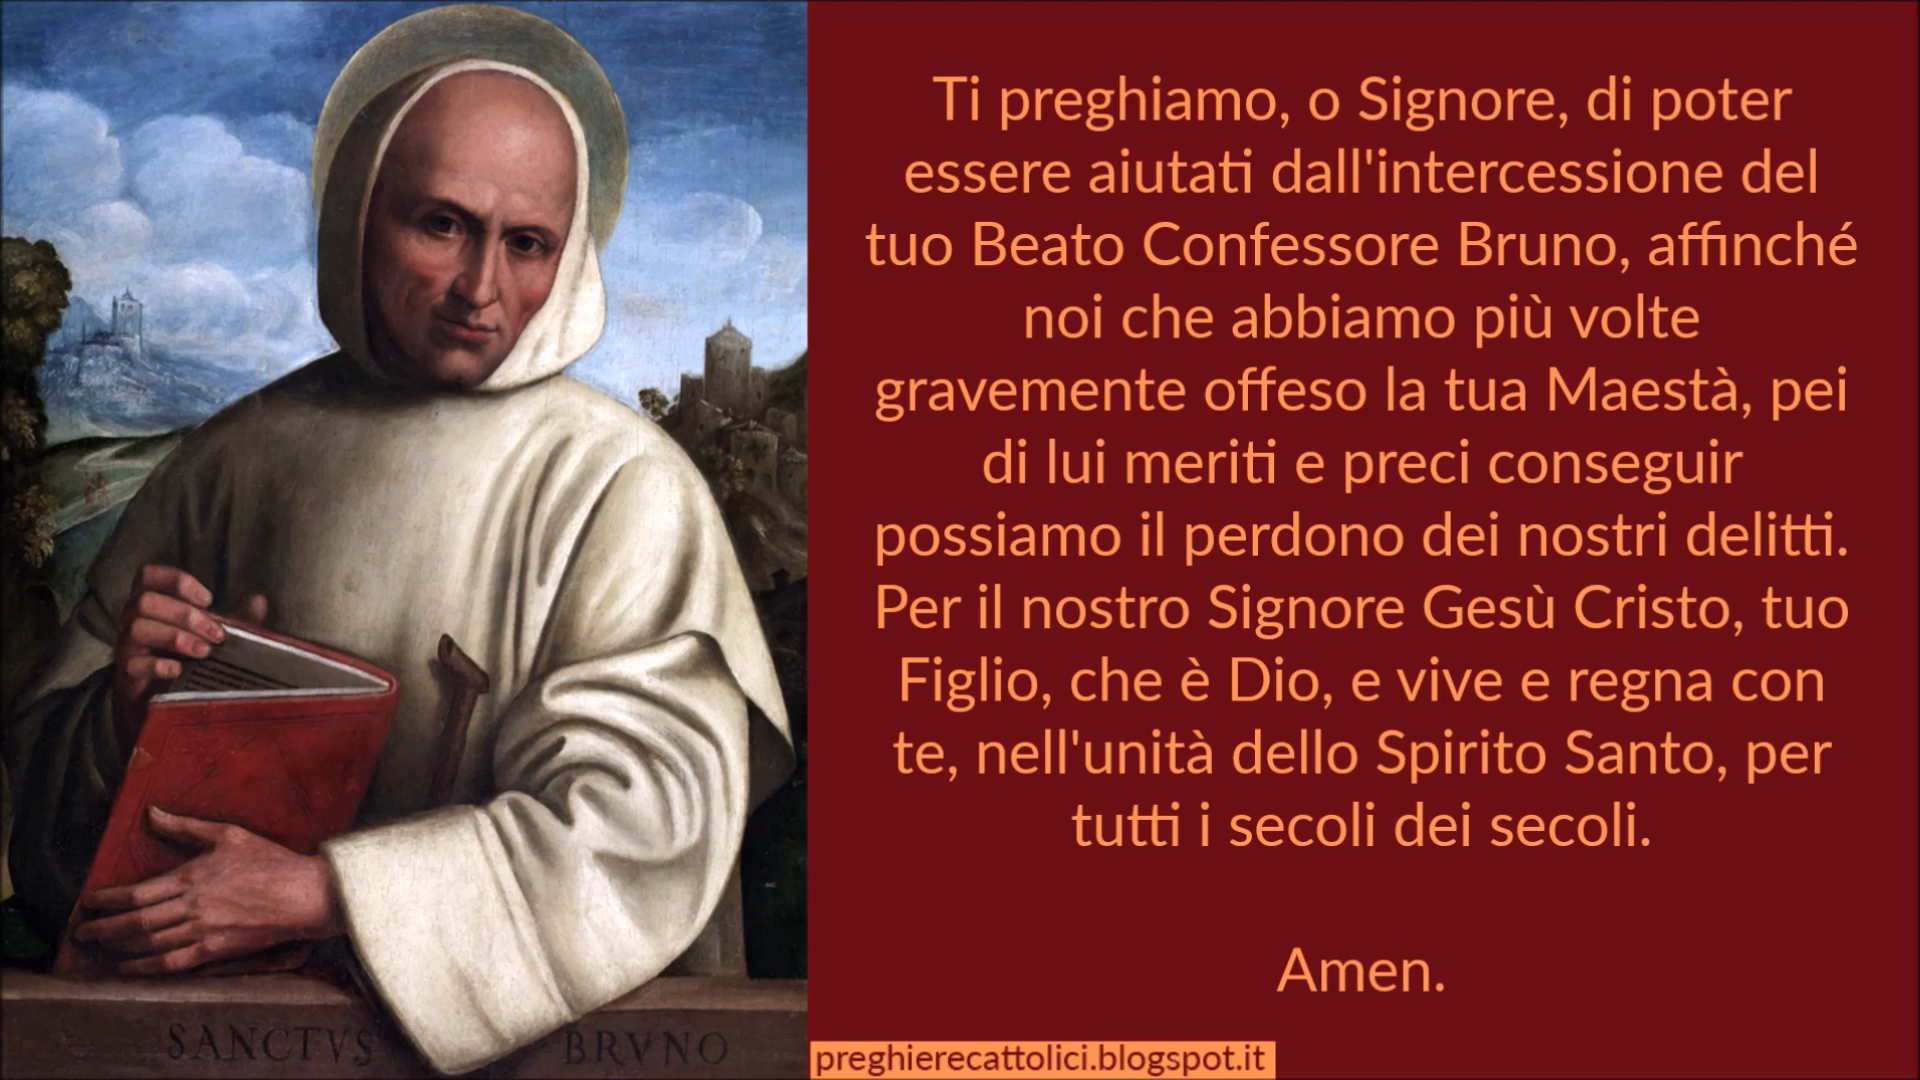 Ti preghiamo, o Signore, di poter
essere aiutati dall'intercessione del
tuo Beato Confessore Bruno, affinché
noi che abbiamo più volte
gravemente offeso la tua Maestà, pei
di lui meriti e preci conseguir
possiamo il perdono dei nostri delitti.
Per il nostro Signore Gesù Cristo, tuo
Figlio, che è Dio, e vive e regna con
te, nell'unità dello Spirito Santo, per
tutti i secoli dei secoli.
Amen.
SANCTVS BRVNO
preghierecattolici.blogspot.it